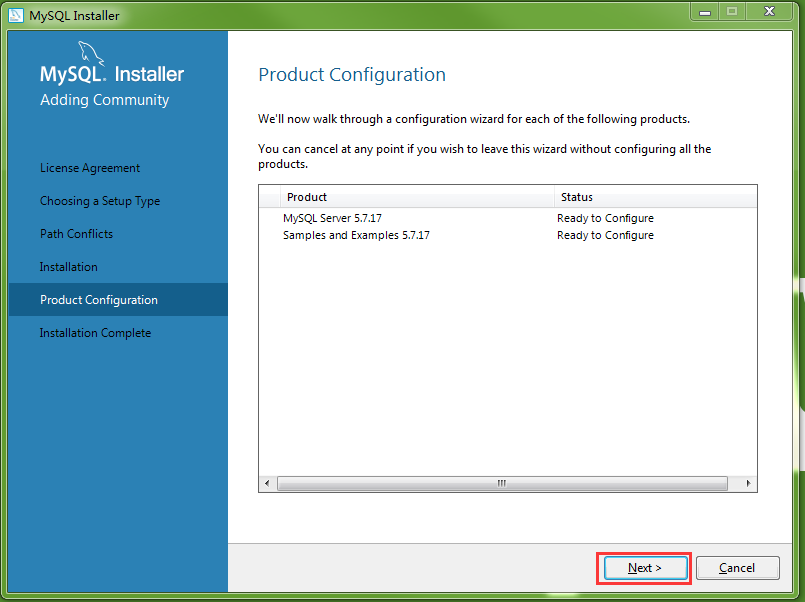 MySQL Installer
MySQL. Installer
Adding Community
License Agreement
Choosing a Setup Type
Path Conflicts
Installation
Product Configuration
Installation Complete
Product Configuration
We'll now walk through a configuration wizard for each of the following products.
You can cancel at any point if you wish to leave this wizard without configuring all the
products.
Product Status
MySQL Server 5.7.17 Ready to Configure
Samples and Examples 5.7.17 Ready to Configure
Next > Cancel